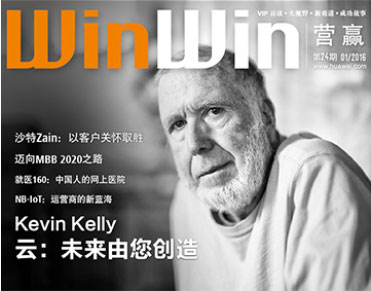 WinWin
VIP 访谈 • 大视野 • 新商道 • 成功故事
营赢
第24期 01/2016
www.huawei.com
沙特Zain：以客户关怀取胜
迈向MBB 2020之路
就医160：中国人的网上医院
NB-IoT：运营商的新蓝海
Kevin Kelly
云：未来由您创造